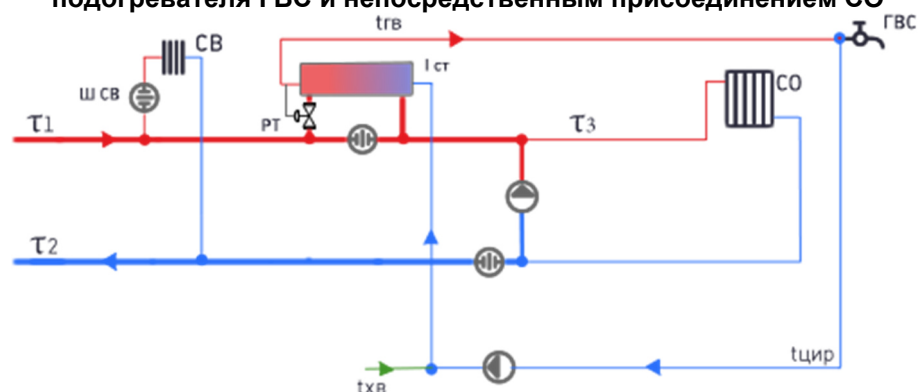 подогревателя ГВС и непосредственным присоединением СО
tгв
ГВС
СВ
I ст
Ш СВ
СО
РТ
τ1
τ3
τ2
tцир
tхв